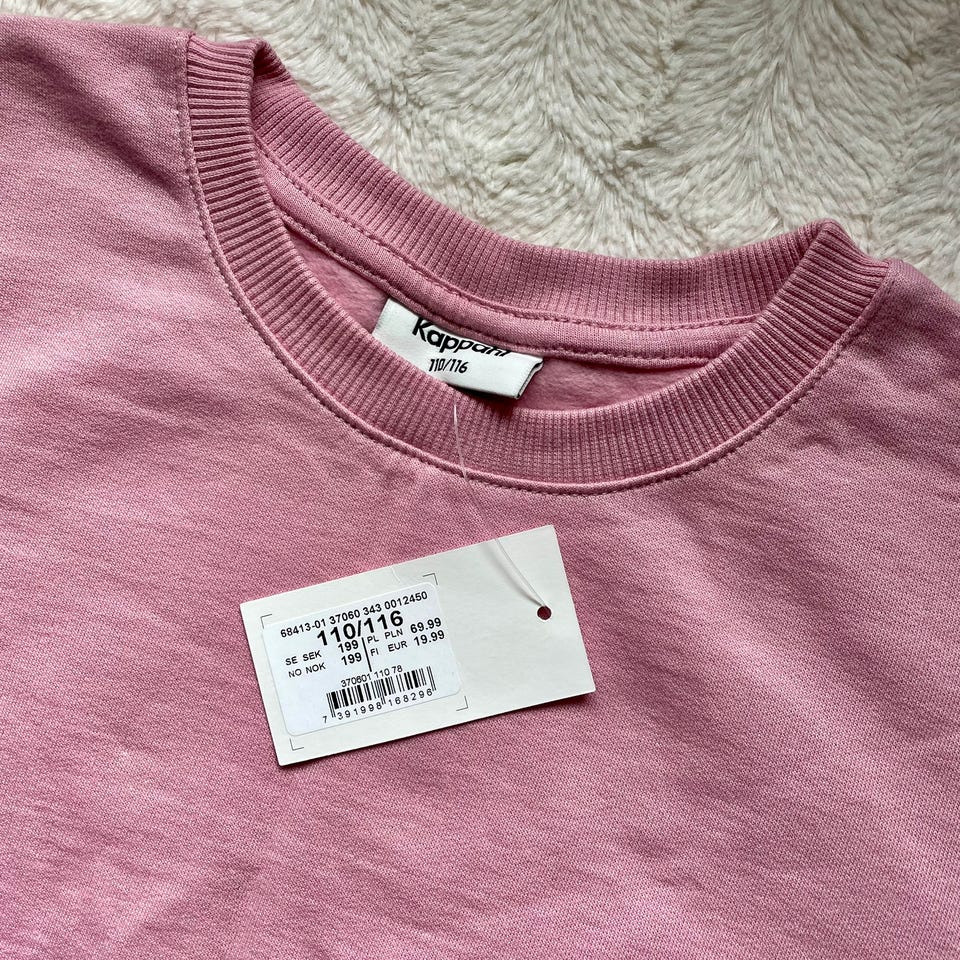 Kappahl
110/116
68413-01 37060 343 0012450
110/116
SE SEK 199 PL PLN 69.99
NO NOK 199 FI EUR 19.99
370601 110 78
7 391998 168296